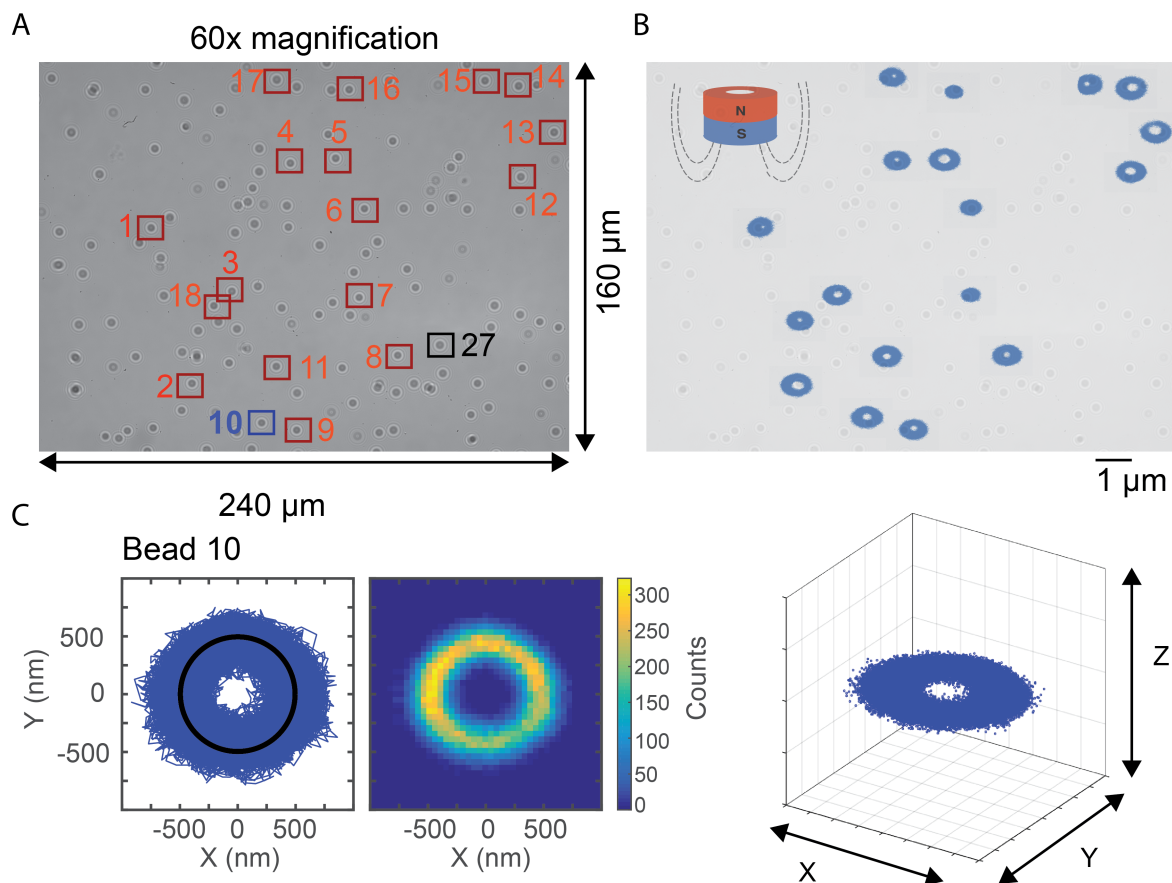 A
B
60x magnification
17
16
15
14
13
4
5
12
6
1
3
18
7
27
8
11
2
10
9
160 μm
240 μm
N
S
1 μm
C
Bead 10
500
0
-500
Y (nm)
-500 0 500
X (nm)
-500 0 500
X (nm)
300
250
200
150
100
50
0
Counts
Z
X
Y